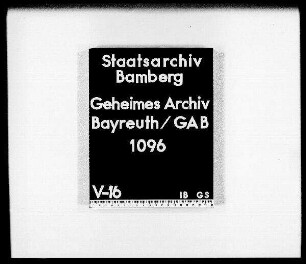 Staatsarchiv
Bamberg
Geheimes Archiv
Bayreuth/GAB
1096
V-16 IB GS